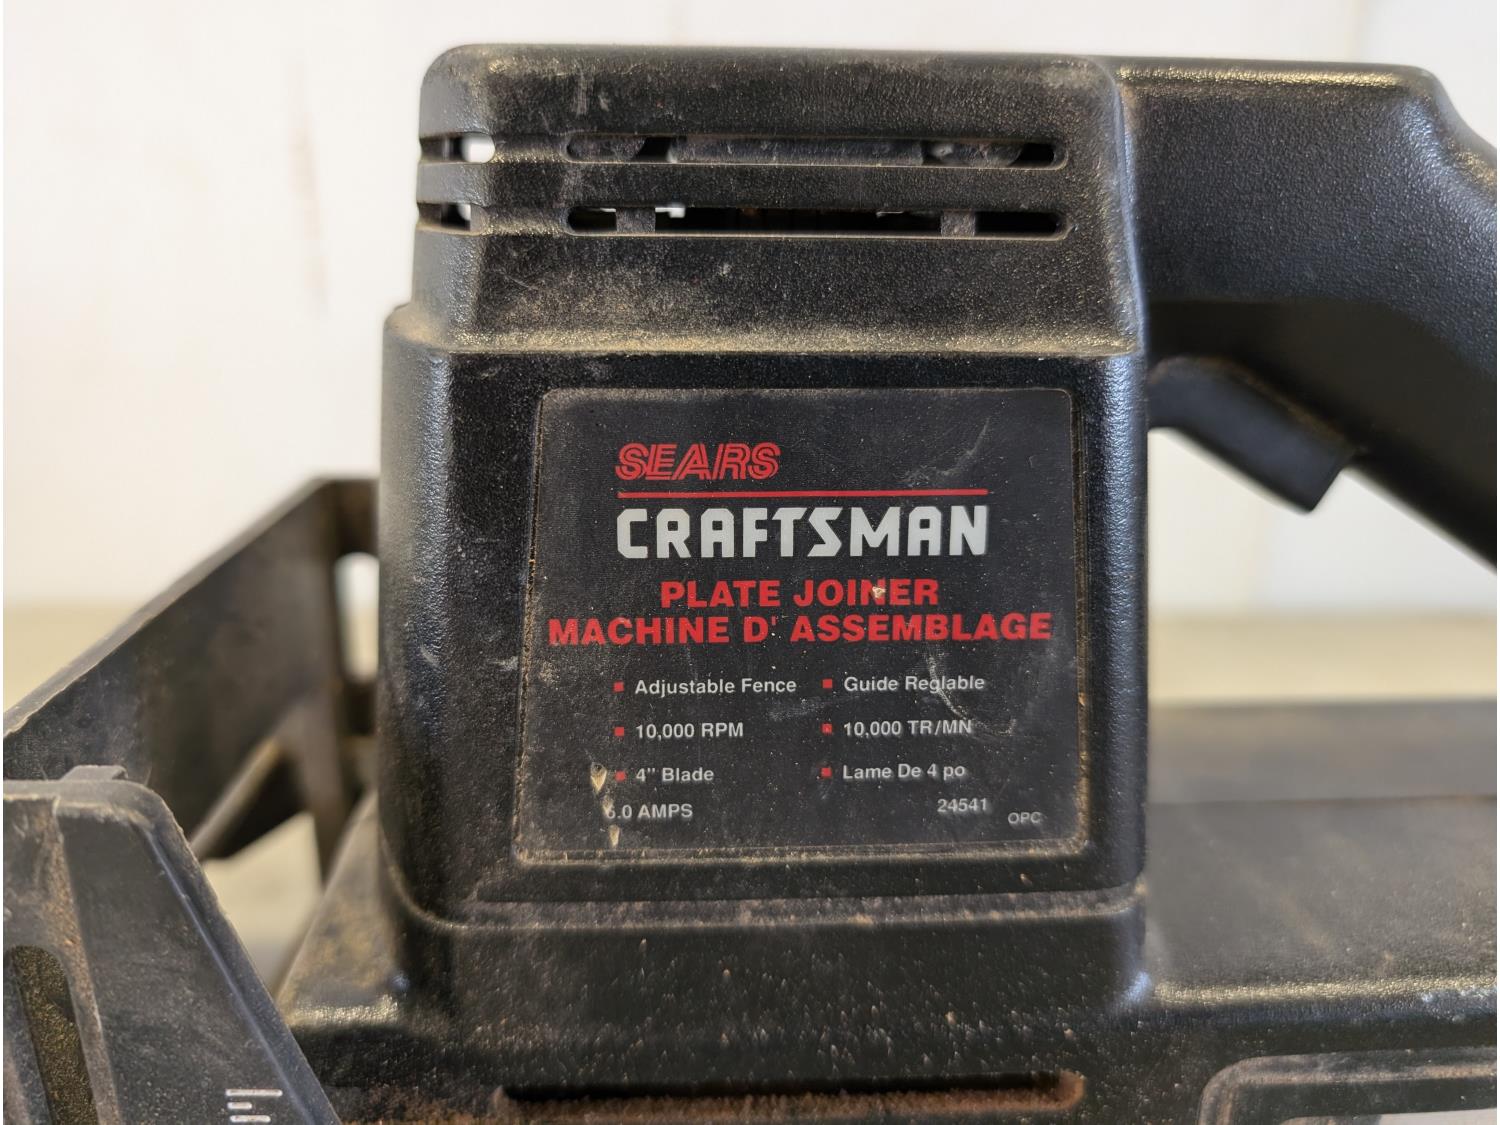 SEARS
CRAFTSMAN
PLATE JOINER
MACHINE D' ASSEMBLAGE
Adjustable Fence
Guide Reglable
10,000 RPM
10,000 TR/MN
4" Blade
Lame De 4 po
6.0 AMPS
24541
OPC